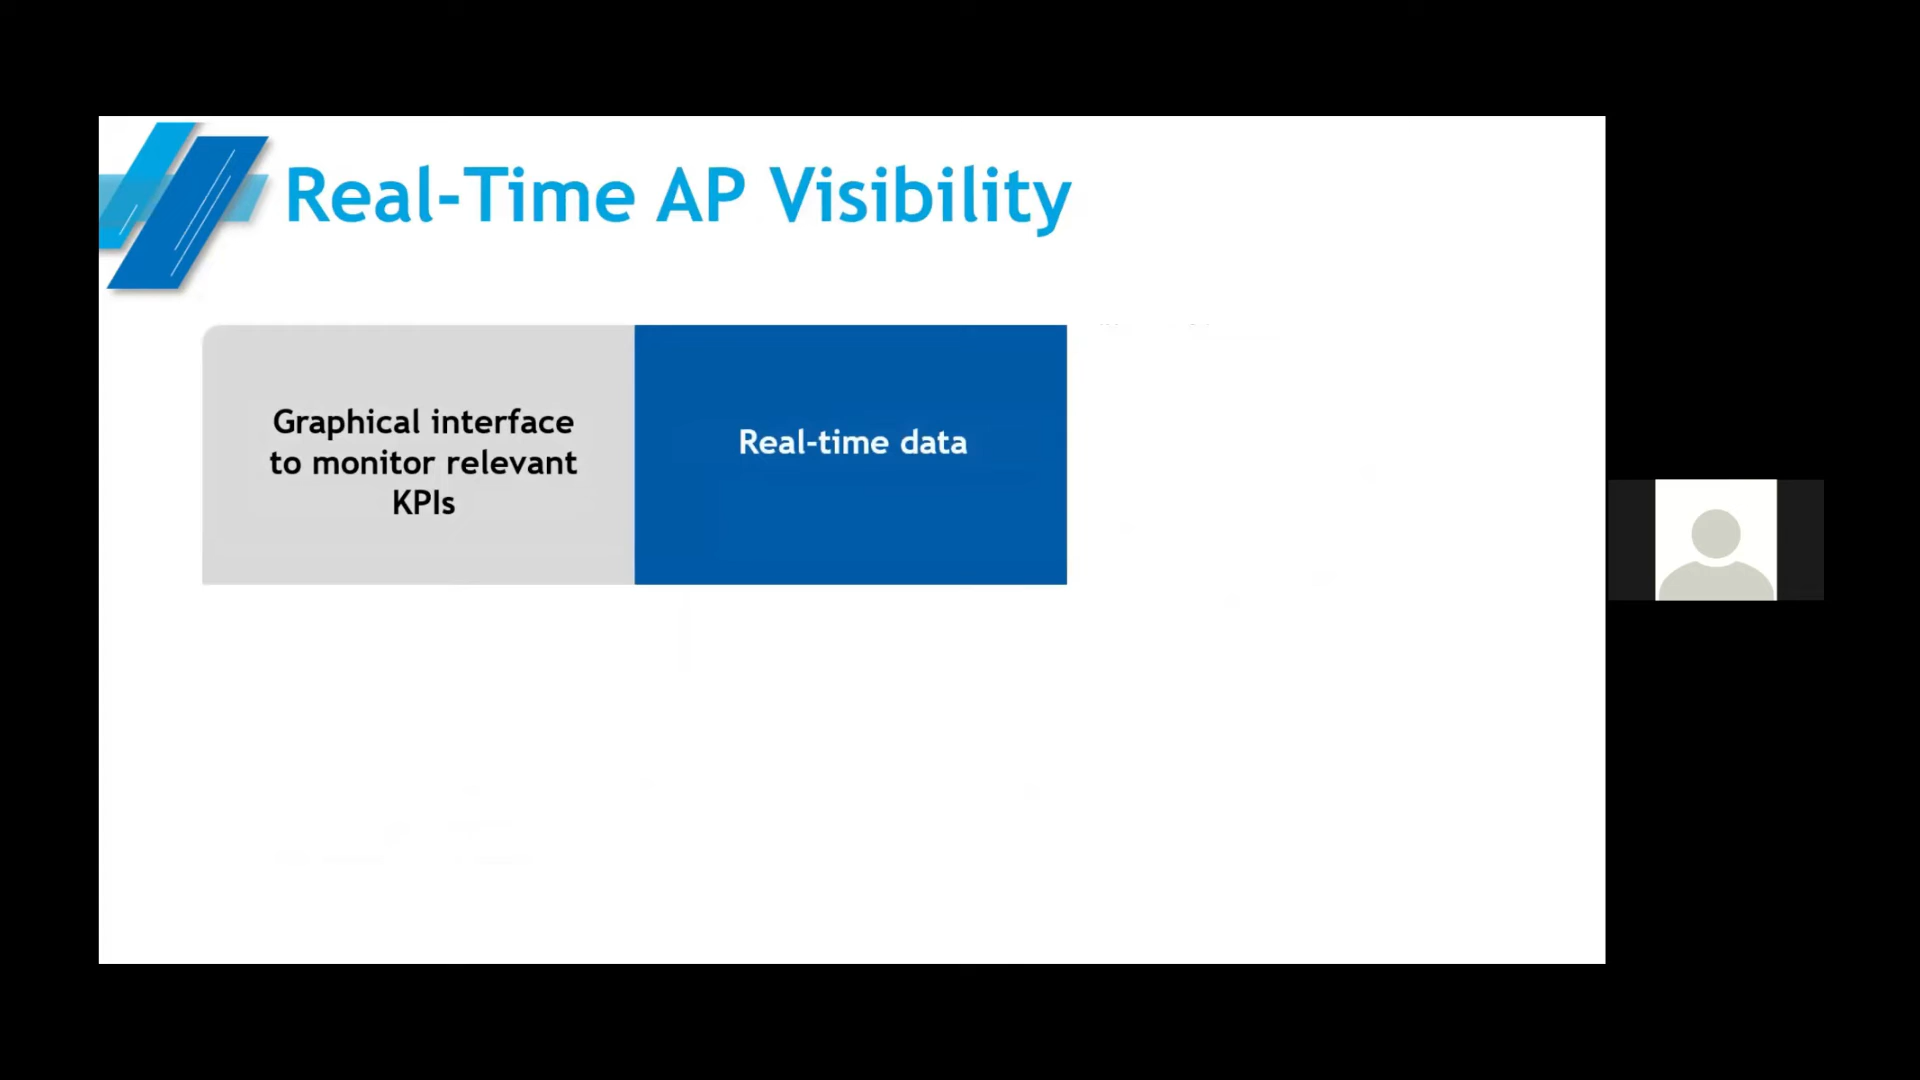 Real-Time AP Visibility
Graphical interface
to monitor relevant
KPIs
Real-time data